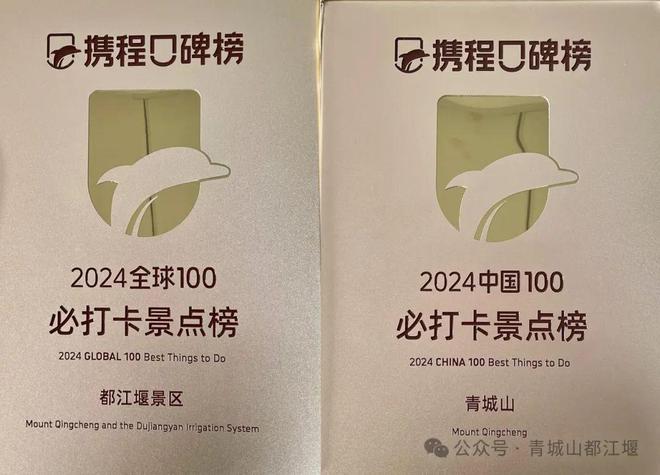 携程口碑榜
2024全球100
必打卡景点榜
2024 GLOBAL 100 Best Things to Do
都江堰景区
Mount Qingcheng and the Dujiangyan Irrigation System
携程口碑榜
2024中国100
必打卡景点榜
2024 CHINA 100 Best Things to Do
青城山
Mount Qingcheng
公众号 · 青城山都江堰